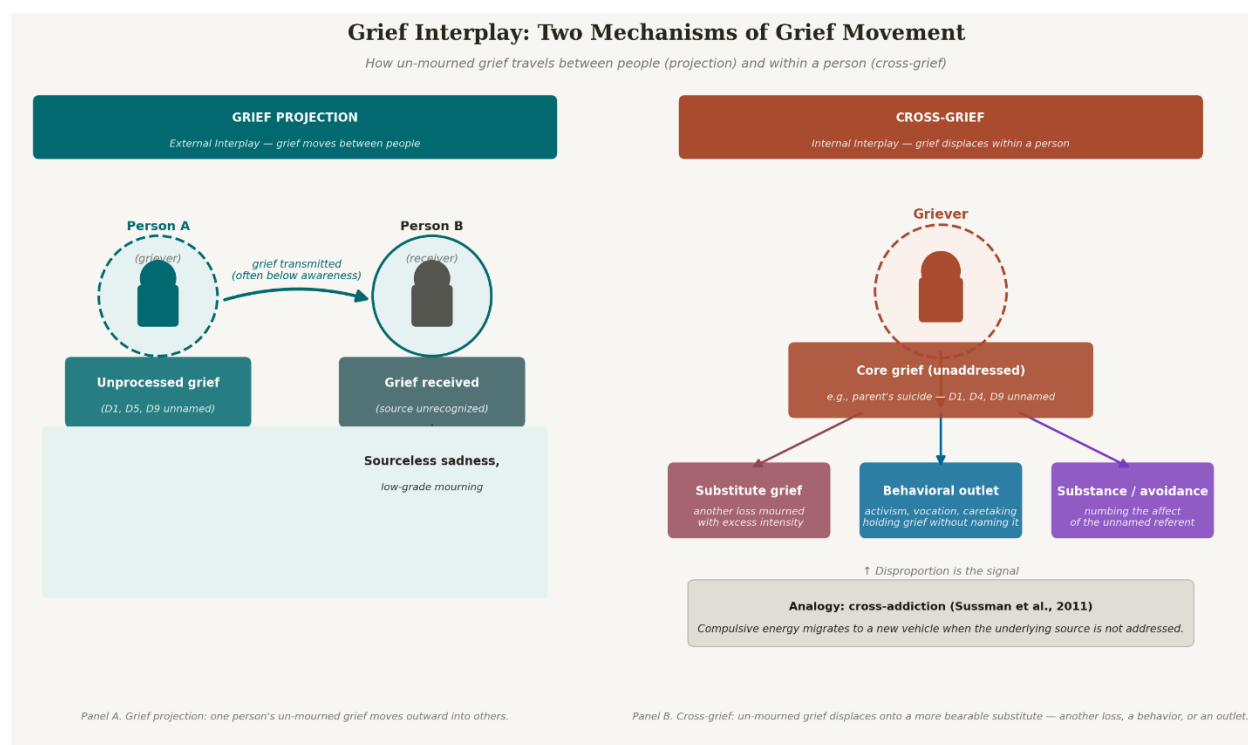 Grief Interplay: Two Mechanisms of Grief Movement
How un-mourned grief travels between people (projection) and within a person (cross-grief)
GRIEF PROJECTION
External Interplay — grief moves between people
Person A
(griever)
grief transmitted
(often below awareness)
Person B
(receiver)
Unprocessed grief
(D1, D5, D9 unnamed)
Grief received
(source unrecognized)
Sourceless sadness,
low-grade mourning
Panel A. Grief projection: one person's un-mourned grief moves outward into others.
CROSS-GRIEF
Internal Interplay — grief displaces within a person
Griever
Core grief (unaddressed)
e.g., parent's suicide — D1, D4, D9 unnamed
Substitute grief
another loss mourned
with excess intensity
Behavioral outlet
activism, vocation, caretaking
holding grief without naming it
Substance / avoidance
numbing the affect
of the unnamed referent
↑ Disproportion is the signal
Analogy: cross-addiction (Sussman et al., 2011)
Compulsive energy migrates to a new vehicle when the underlying source is not addressed.
Panel B. Cross-grief: un-mourned grief displaces onto a more bearable substitute — another loss, a behavior, or an outlet.